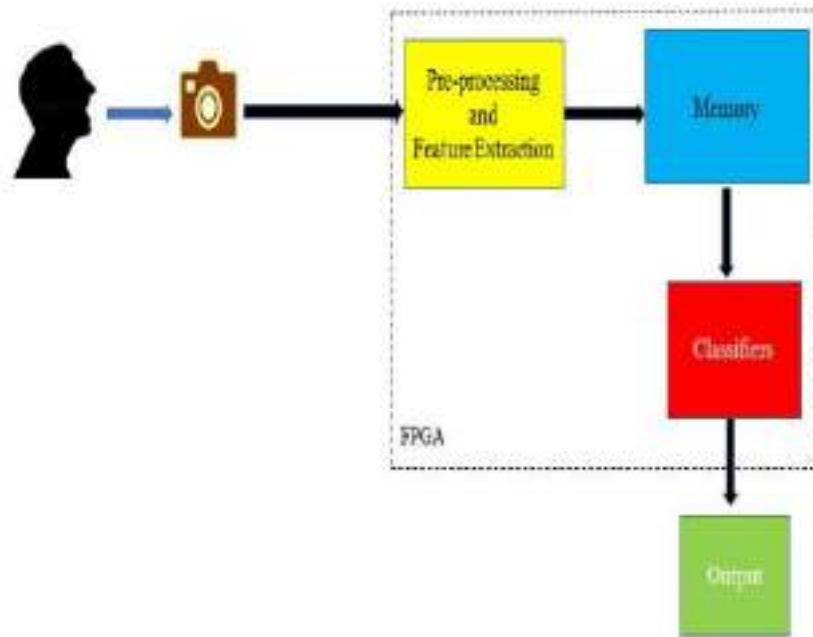 Pre-processing
and
Feature Extraction
Memory
Classifiers
FPGA
Output